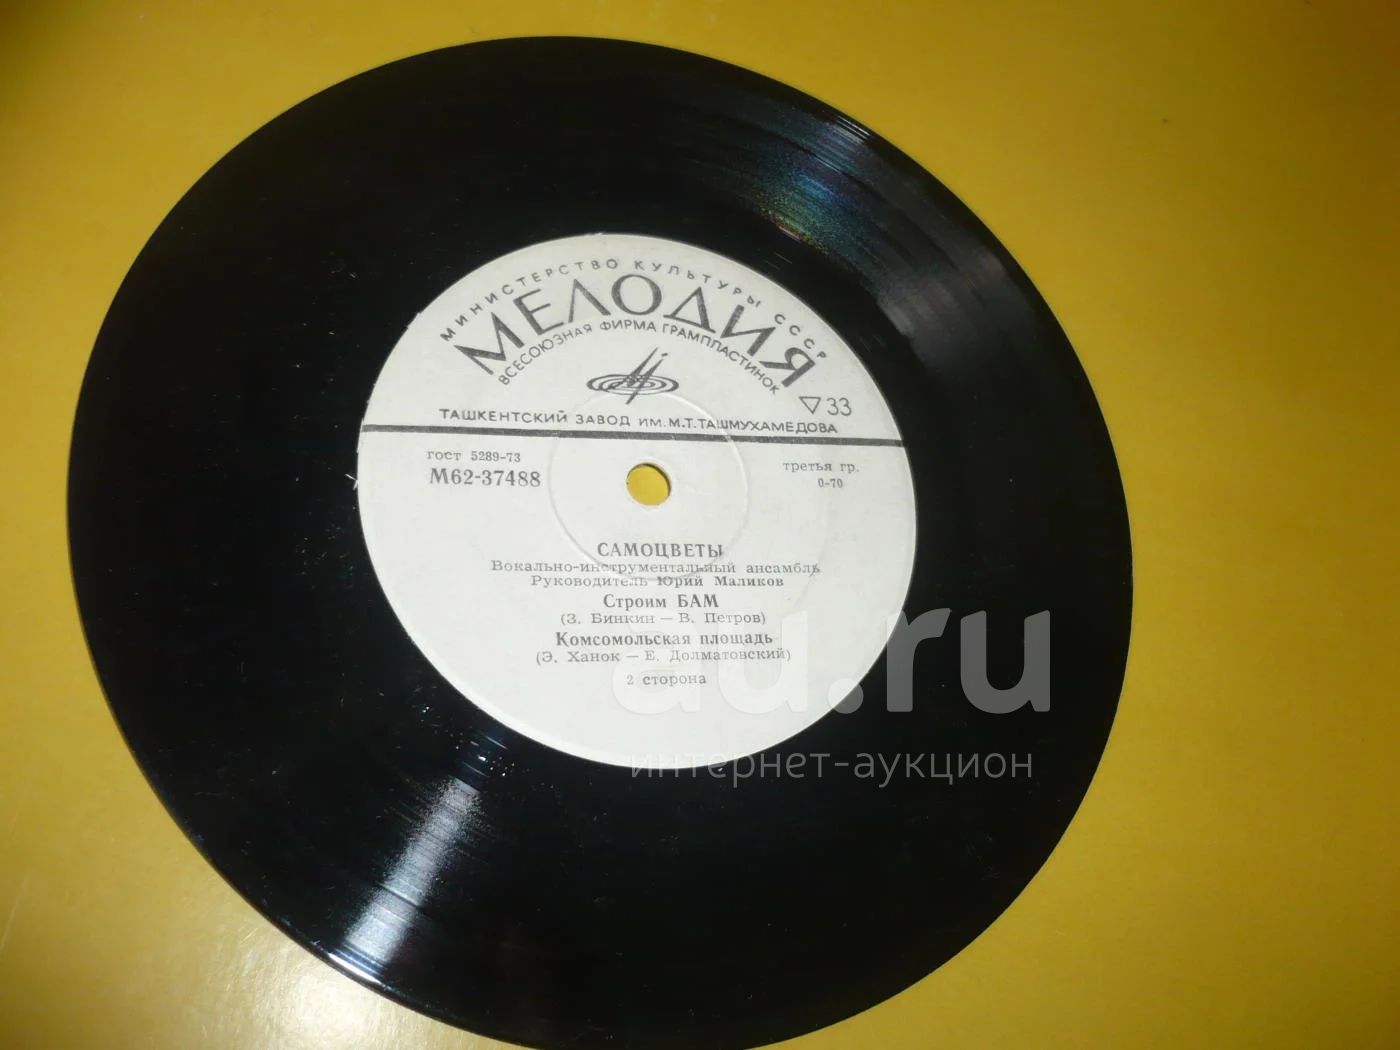 МИНИСТЕРСТВО КУЛЬТУРЫ СССР
МЕЛОДИЯ
ВСЕСОЮЗНАЯ ФИРМА ГРАМПЛАСТИНОК
33
ТАШКЕНТСКИЙ ЗАВОД ИМ. М.Т. ТАШМУХАМЕДОВА
гост 5289-73
третья гр.
М62-37488
0-70
САМОЦВЕТЫ
Вокально-инструментальный ансамбль
Руководитель Юрий Маликов
Строим БАМ
(З. Бинкин — В. Петров)
Комсомольская площадь
(Э. Ханок — Е. Долматовский)
2 сторона
au.ru
интернет-аукцион